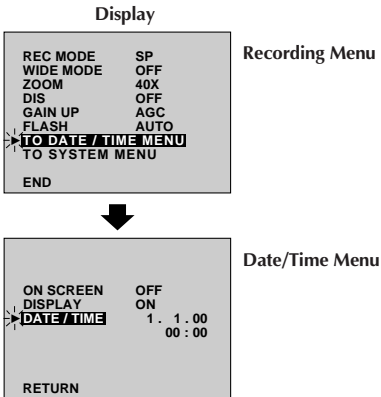 Display
REC MODE SP
WIDE MODE OFF
ZOOM 40X
DIS OFF
GAIN UP AGC
FLASH AUTO
TO DATE / TIME MENU
TO SYSTEM MENU
END
Recording Menu
ON SCREEN OFF
DISPLAY ON
DATE / TIME 1 . 1 . 00
00 : 00
RETURN
Date/Time Menu